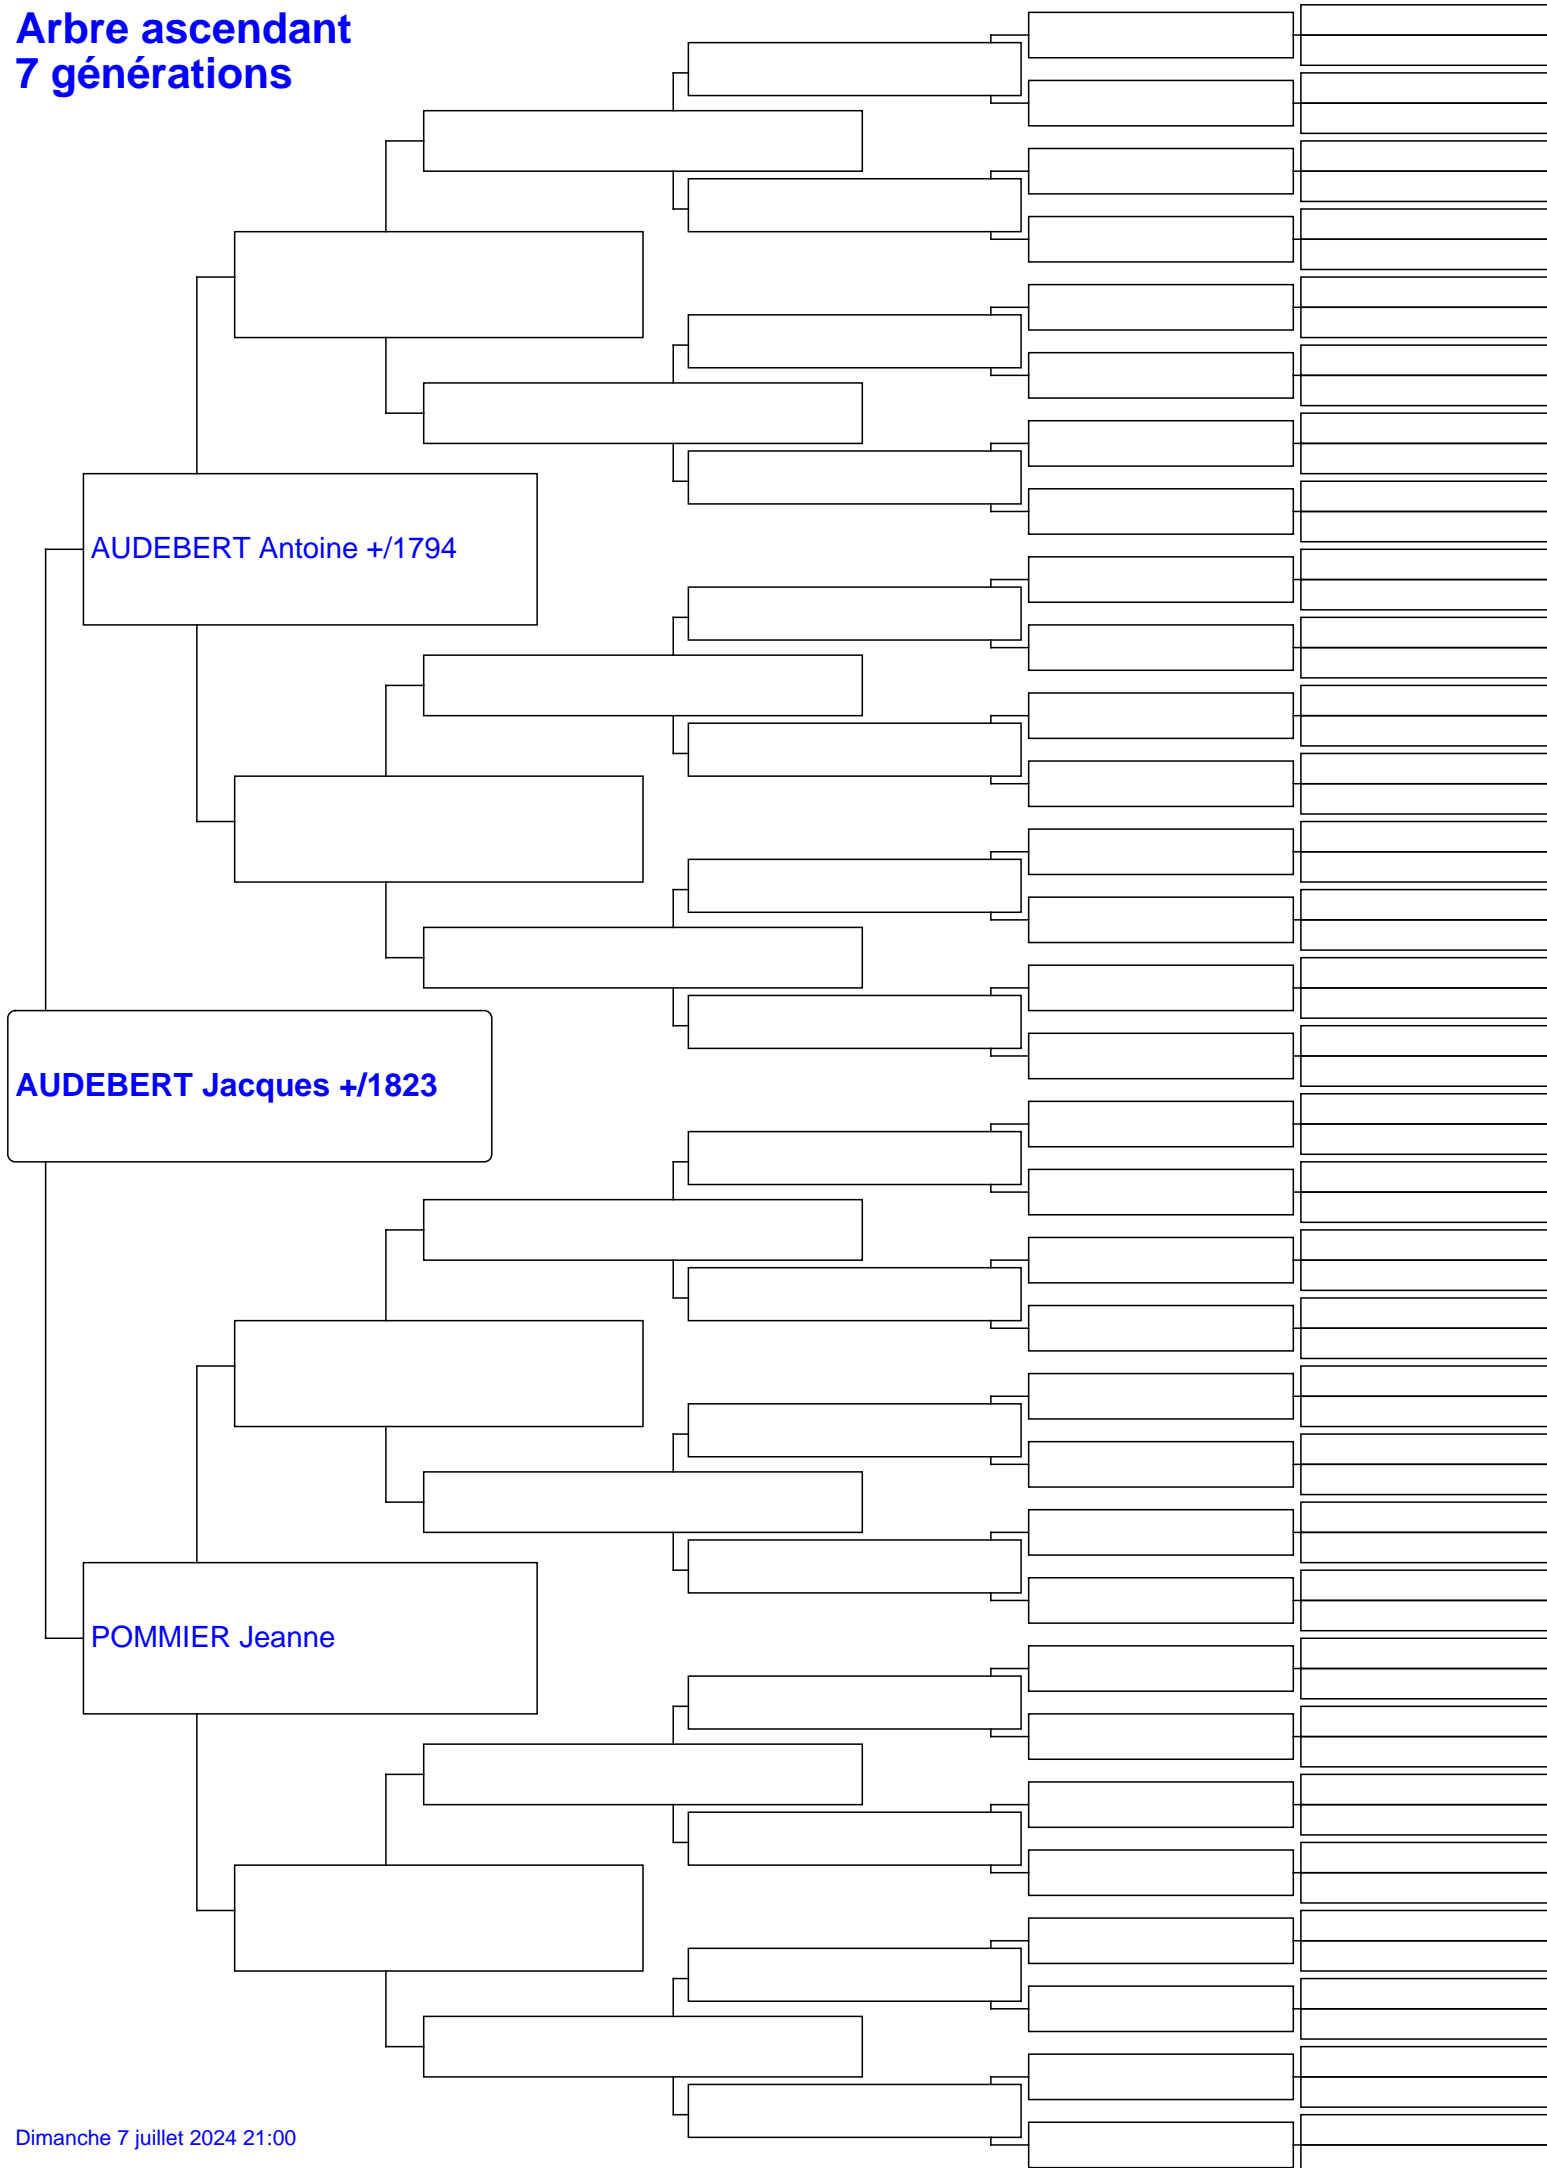 Arbre ascendant
7 générations
AUDEBERT Antoine +/1794
AUDEBERT Jacques +/1823
POMMIER Jeanne
Dimanche 7 juillet 2024 21:00